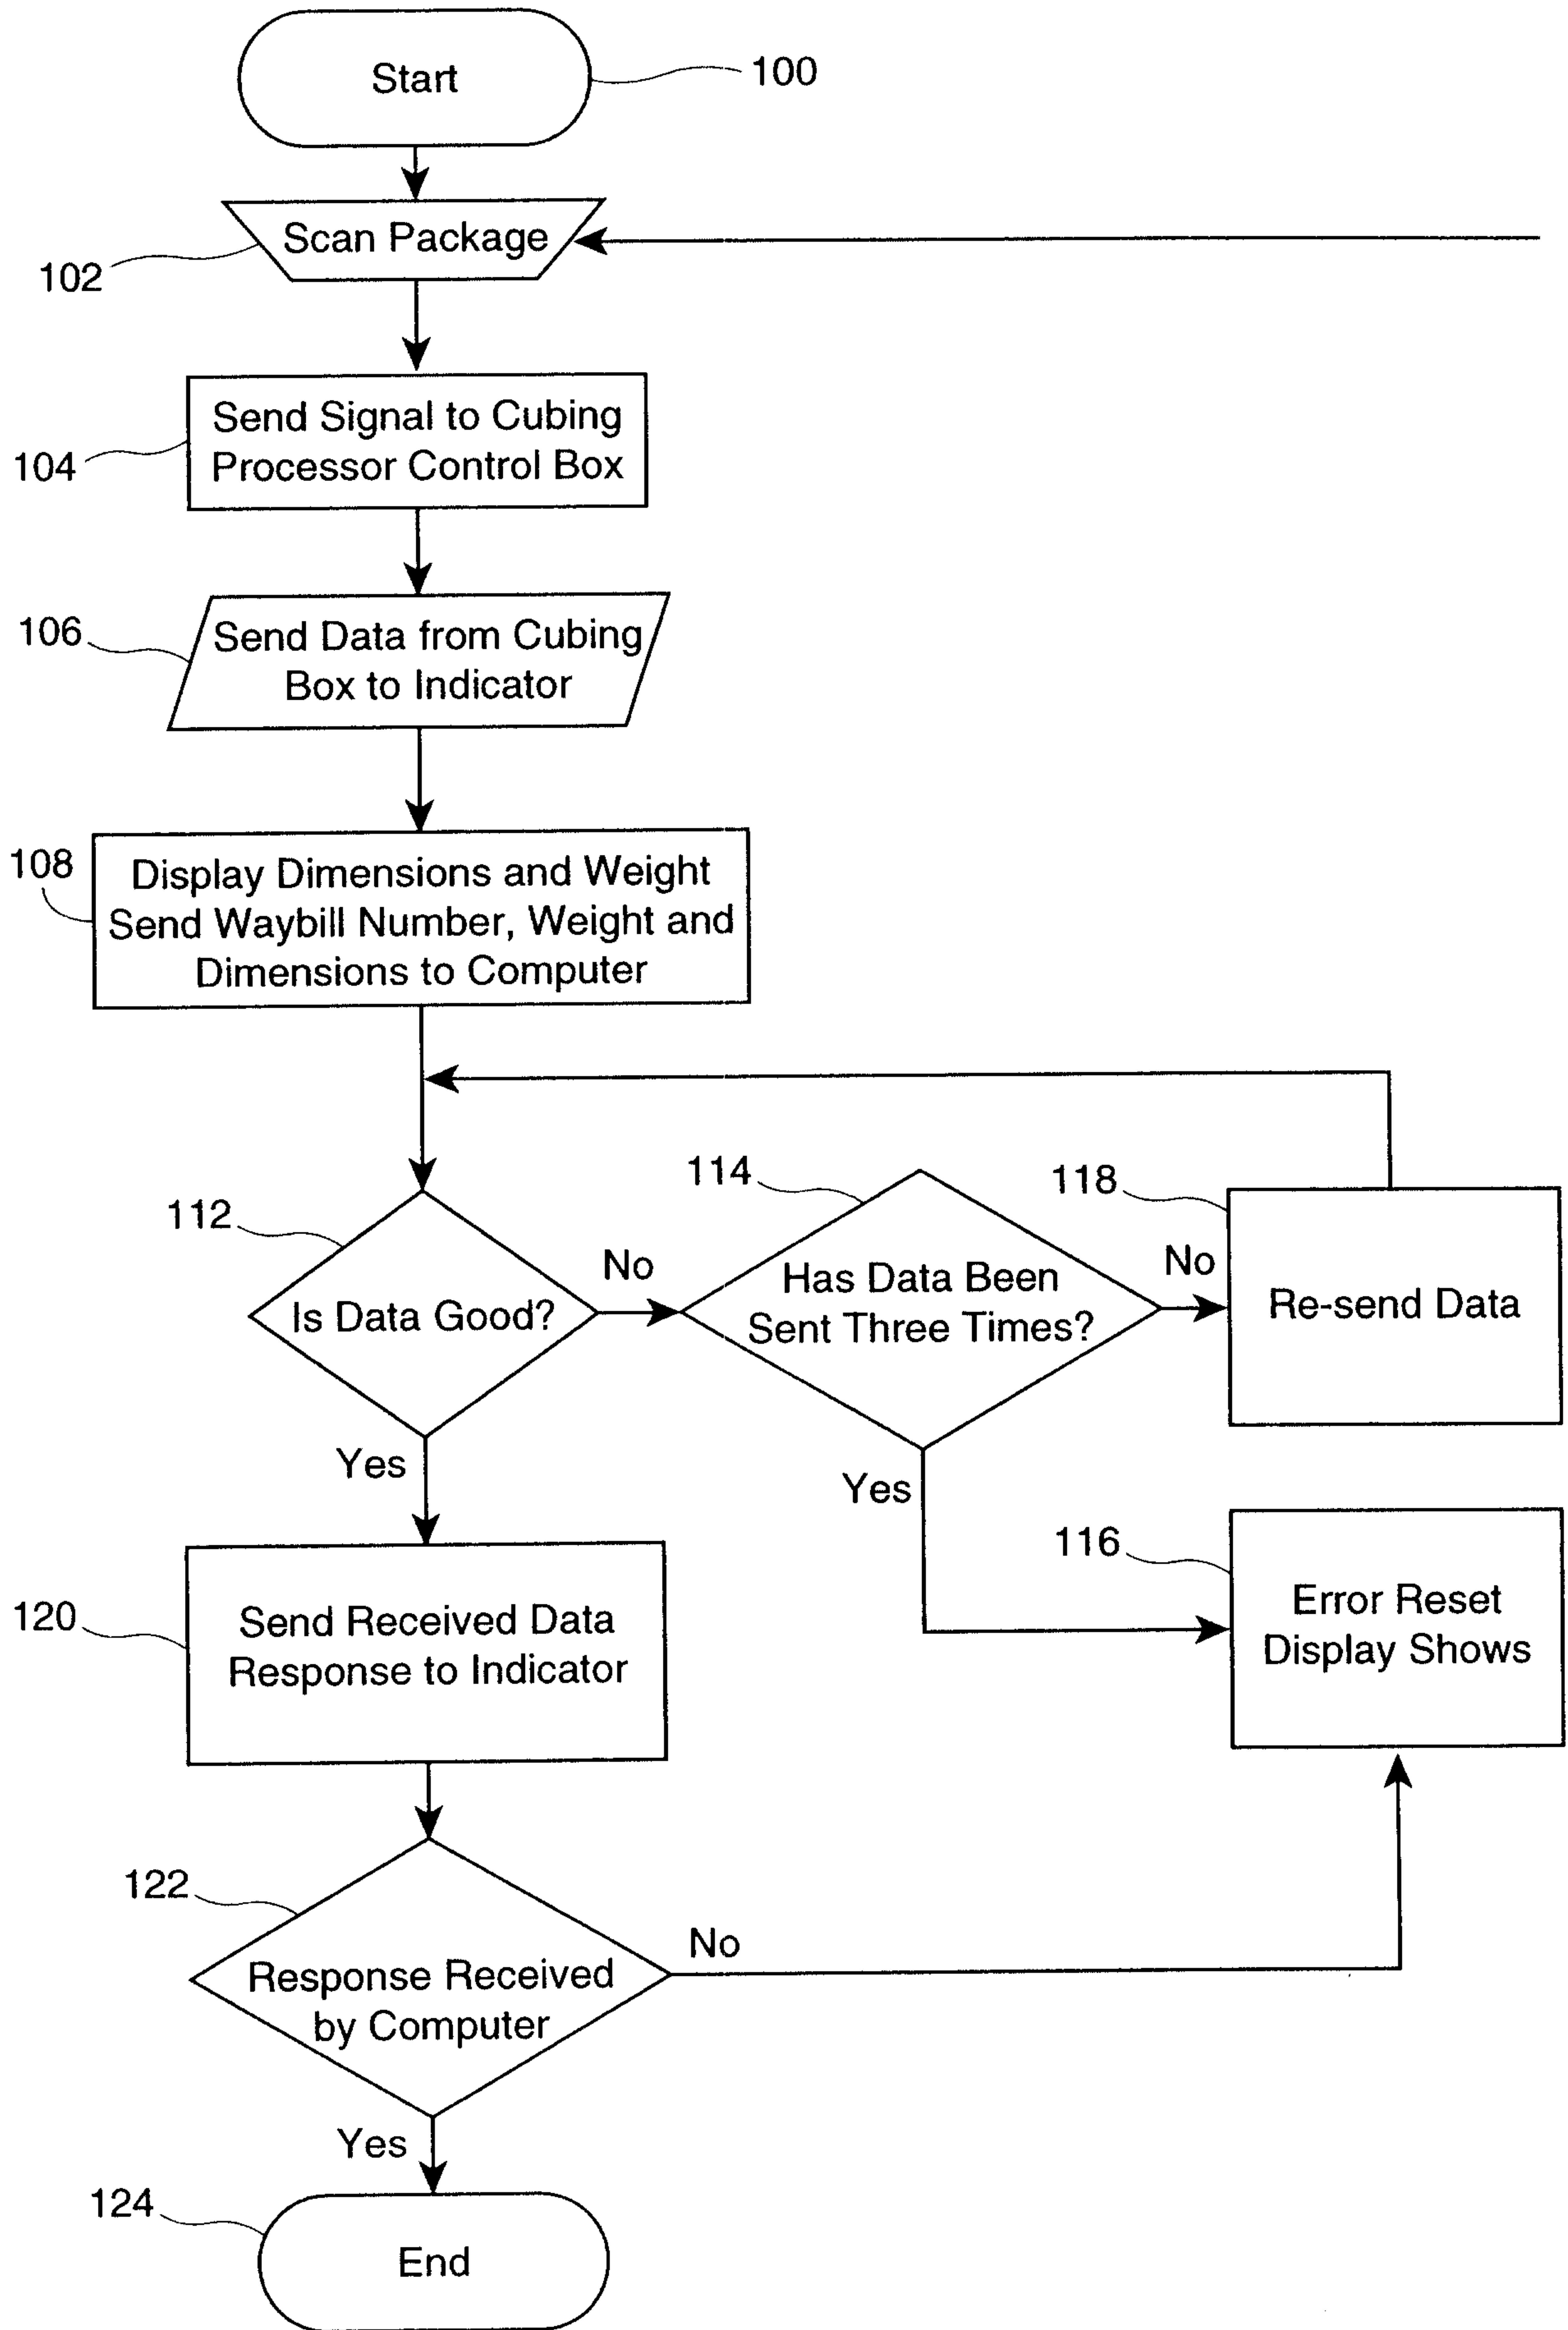 Start
100
Scan Package
102
Send Signal to Cubing
Processor Control Box
104
106
Send Data from Cubing
Box to Indicator
108
Display Dimensions and Weight
Send Waybill Number, Weight and
Dimensions to Computer
112
Is Data Good?
No
114
Has Data Been
Sent Three Times?
No
118
Re-send Data
Yes
Yes
116
Error Reset
Display Shows
120
Send Received Data
Response to Indicator
122
Response Received
by Computer
No
Yes
124
End